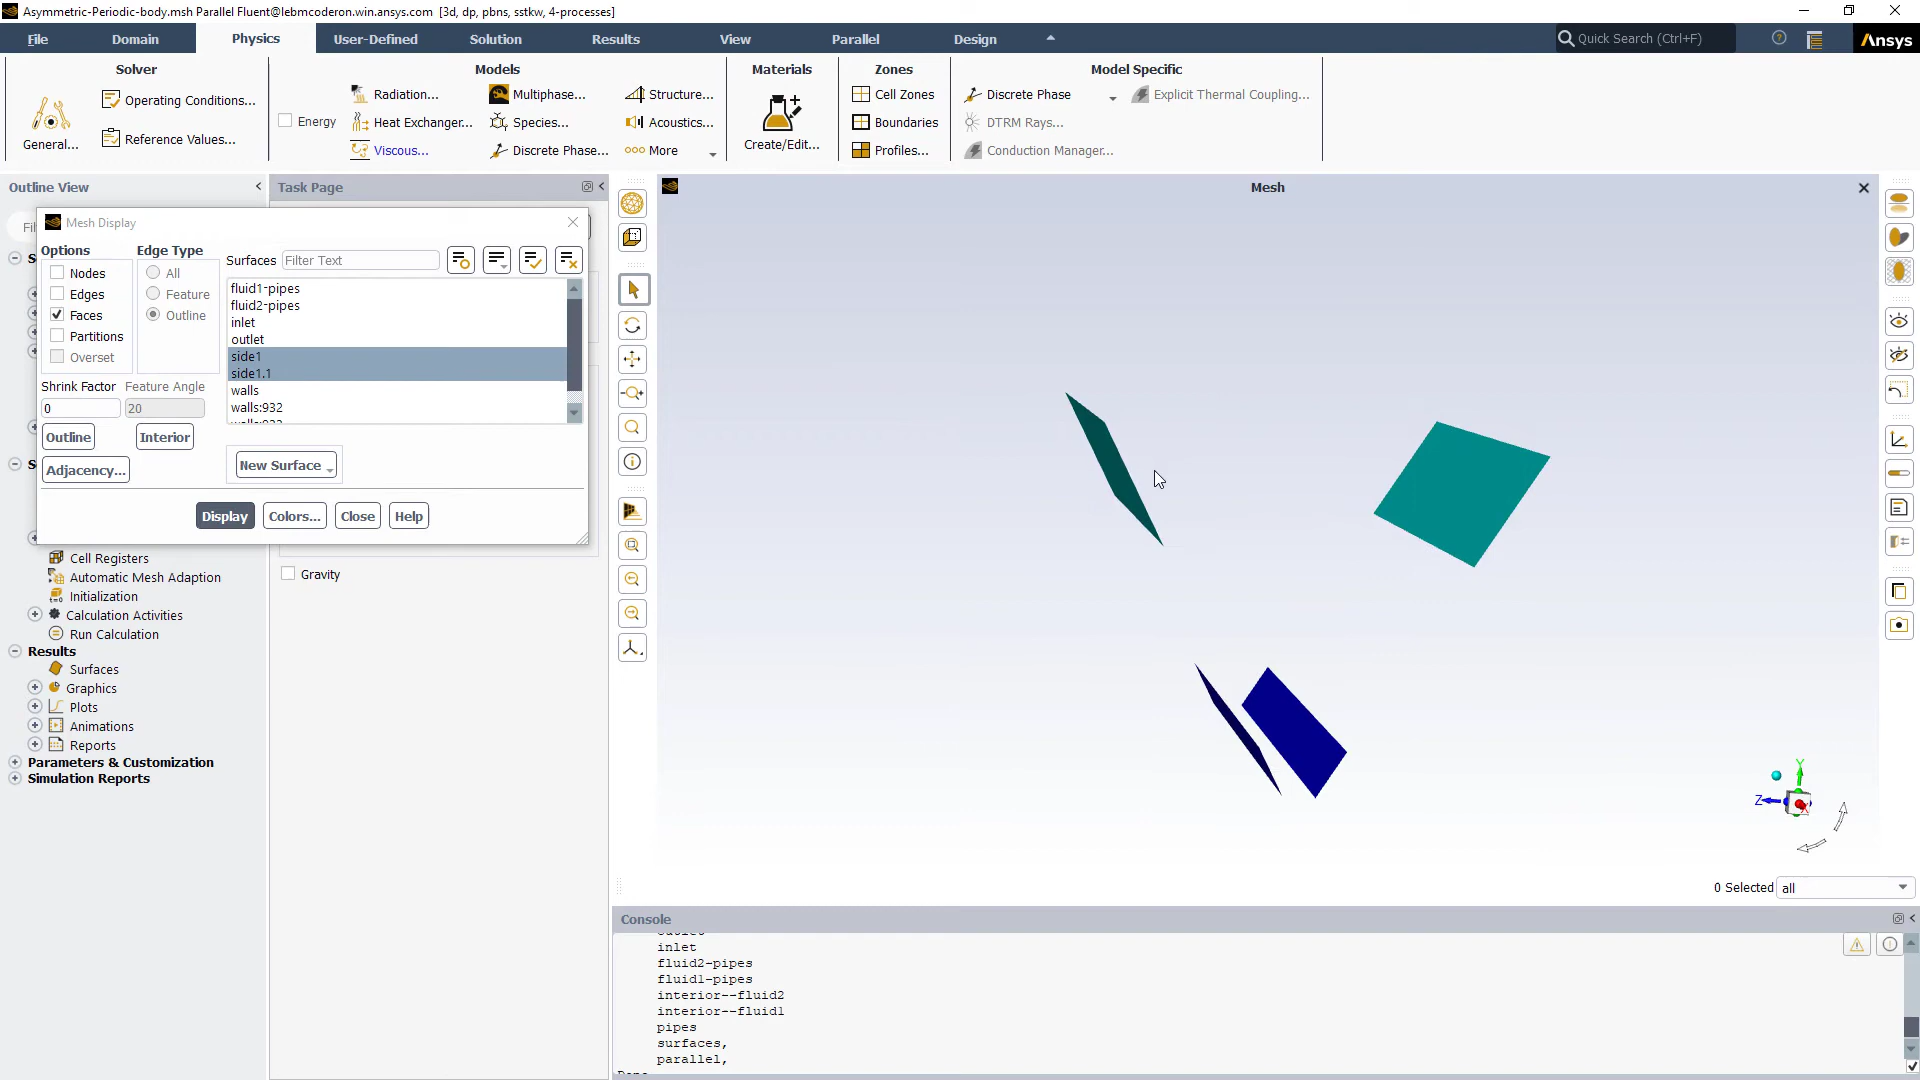 Asymmetric-Periodic-body.msh Parallel Fluent@lebmcoderon.win.ansys.com [3d, dp, pbns, sstkw, 4-processes]
File Domain Physics User-Defined Solution Results View Parallel Design
Quick Search (Ctrl+F)
Ansys
Solver
General...
Operating Conditions...
Reference Values...
Models
Energy
Radiation...
Heat Exchanger...
Viscous...
Multiphase...
Species...
Discrete Phase...
Structure...
Acoustics...
More
Materials
Create/Edit...
Zones
Cell Zones
Boundaries
Profiles...
Model Specific
Discrete Phase
DTRM Rays...
Conduction Manager...
Explicit Thermal Coupling...
Outline View
Task Page
Mesh Display
Options
Nodes
Edges
Faces
Partitions
Overset
Edge Type
All
Feature
Outline
Shrink Factor
0
Feature Angle
20
Outline
Interior
Adjacency...
Surfaces
Filter Text
fluid1-pipes
fluid2-pipes
inlet
outlet
side1
side1.1
walls
walls:932
New Surface
Display Colors... Close Help
Cell Registers
Automatic Mesh Adaption
Initialization
Calculation Activities
Run Calculation
Results
Surfaces
Graphics
Plots
Animations
Reports
Parameters & Customization
Simulation Reports
Gravity
Mesh
Y
Z
0 Selected all
Console
inlet
fluid2-pipes
fluid1-pipes
interior--fluid2
interior--fluid1
pipes
surfaces,
parallel,